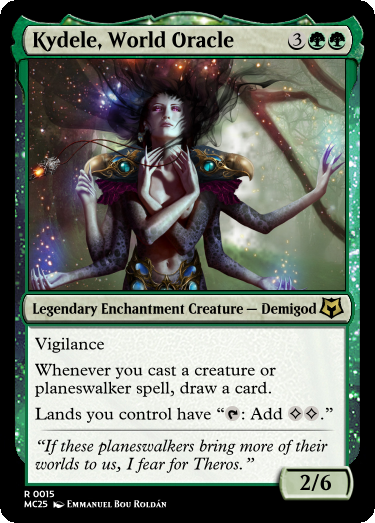 Kydele, World Oracle 3
Legendary Enchantment Creature — Demigod
Vigilance
Whenever you cast a creature or
planeswalker spell, draw a card.
Lands you control have “: Add .”
“If these planeswalkers bring more of their
worlds to us, I fear for Theros.”
2/6
R 0015
MC25 Emmanuel Bou Roldán